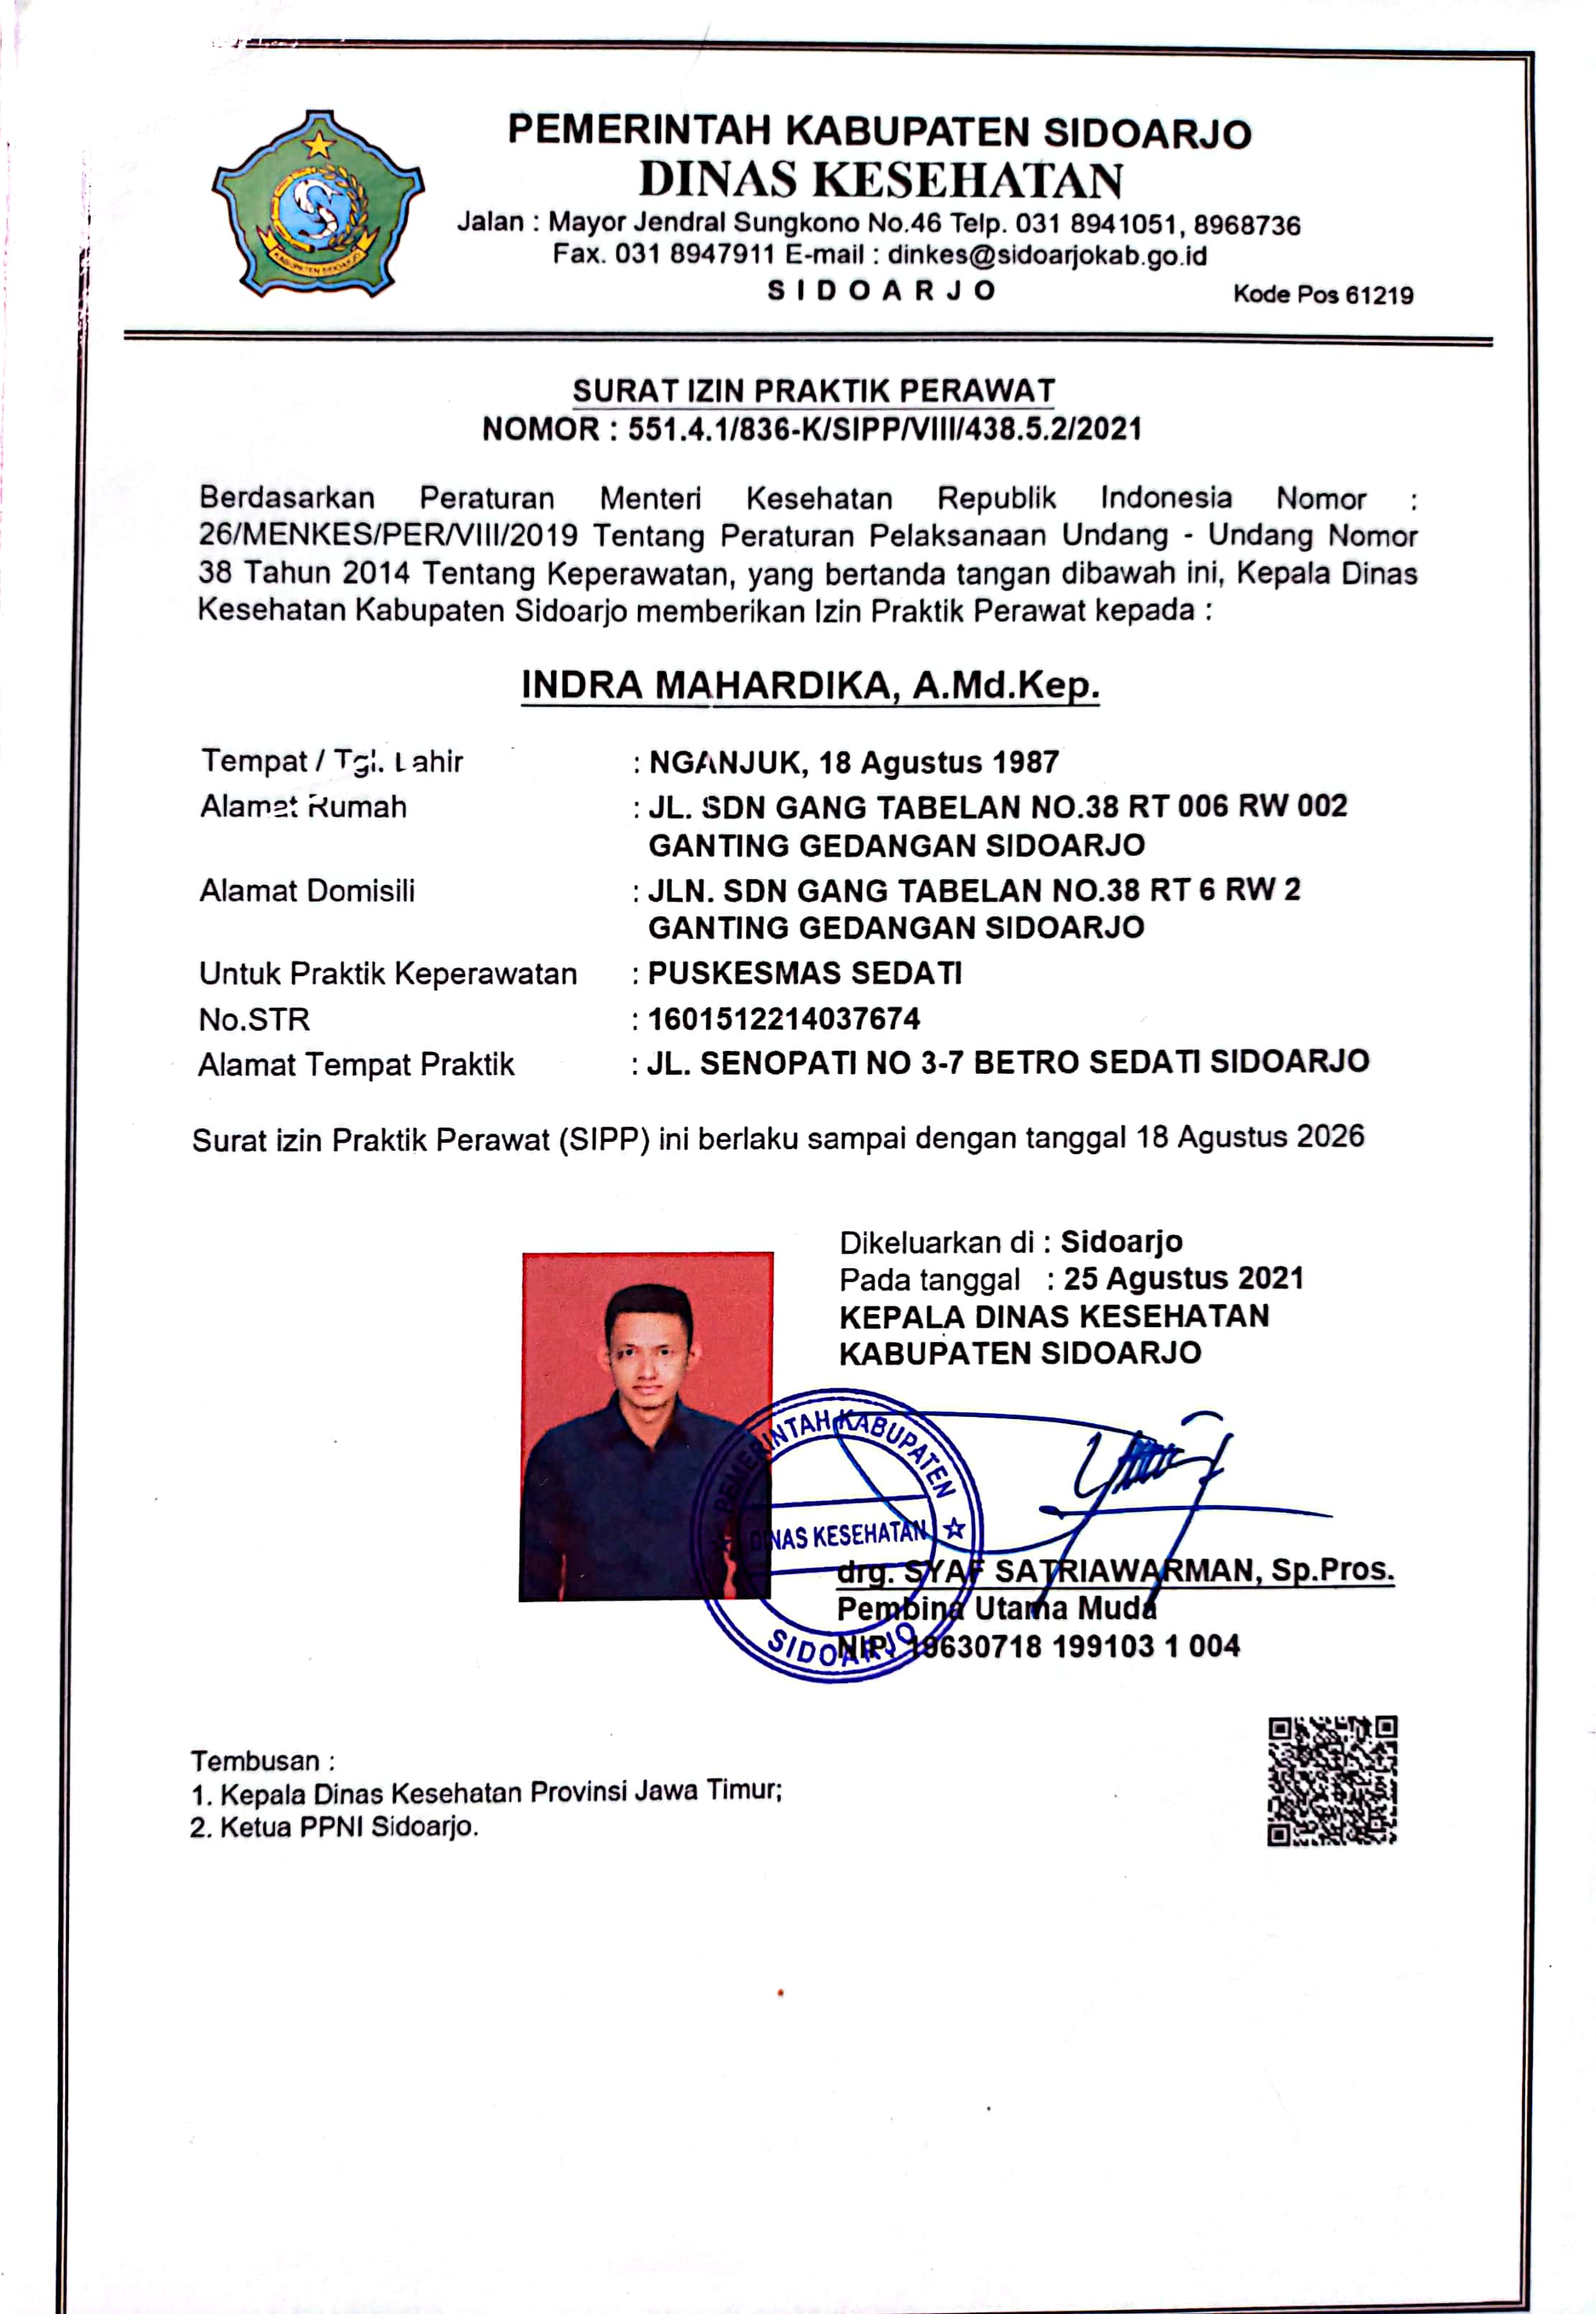 PEMERINTAH KABUPATEN SIDOARJO
DINAS KESEHATAN
Jalan : Mayor Jendral Sungkono No.46 Telp. 031 8941051, 8968736
Fax. 031 8947911 E-mail : dinkes@sidoarjokab.go.id
S I D O A R J O
Kode Pos 61219
KABUPATEN SIDOARJO
SURAT IZIN PRAKTIK PERAWAT
NOMOR : 551.4.1/836-K/SIPP/VIII/438.5.2/2021
Berdasarkan Peraturan Menteri Kesehatan Republik Indonesia Nomor :
26/MENKES/PER/VIII/2019 Tentang Peraturan Pelaksanaan Undang - Undang Nomor
38 Tahun 2014 Tentang Keperawatan, yang bertanda tangan dibawah ini, Kepala Dinas
Kesehatan Kabupaten Sidoarjo memberikan Izin Praktik Perawat kepada :
INDRA MAHARDIKA, A.Md.Kep.
Tempat / Tgl. Lahir : NGANJUK, 18 Agustus 1987
Alamat Rumah : JL. SDN GANG TABELAN NO.38 RT 006 RW 002
GANTING GEDANGAN SIDOARJO
Alamat Domisili : JLN. SDN GANG TABELAN NO.38 RT 6 RW 2
GANTING GEDANGAN SIDOARJO
Untuk Praktik Keperawatan : PUSKESMAS SEDATI
No.STR : 1601512214037674
Alamat Tempat Praktik : JL. SENOPATI NO 3-7 BETRO SEDATI SIDOARJO
Surat izin Praktik Perawat (SIPP) ini berlaku sampai dengan tanggal 18 Agustus 2026
Dikeluarkan di : Sidoarjo
Pada tanggal : 25 Agustus 2021
KEPALA DINAS KESEHATAN
KABUPATEN SIDOARJO
PEMERINTAH KABUPATEN
DINAS KESEHATAN
SIDOARJO
drg. SYAF SATRIAWARMAN, Sp.Pros.
Pembina Utama Muda
NIP. 19630718 199103 1 004
Tembusan :
1. Kepala Dinas Kesehatan Provinsi Jawa Timur;
2. Ketua PPNI Sidoarjo.